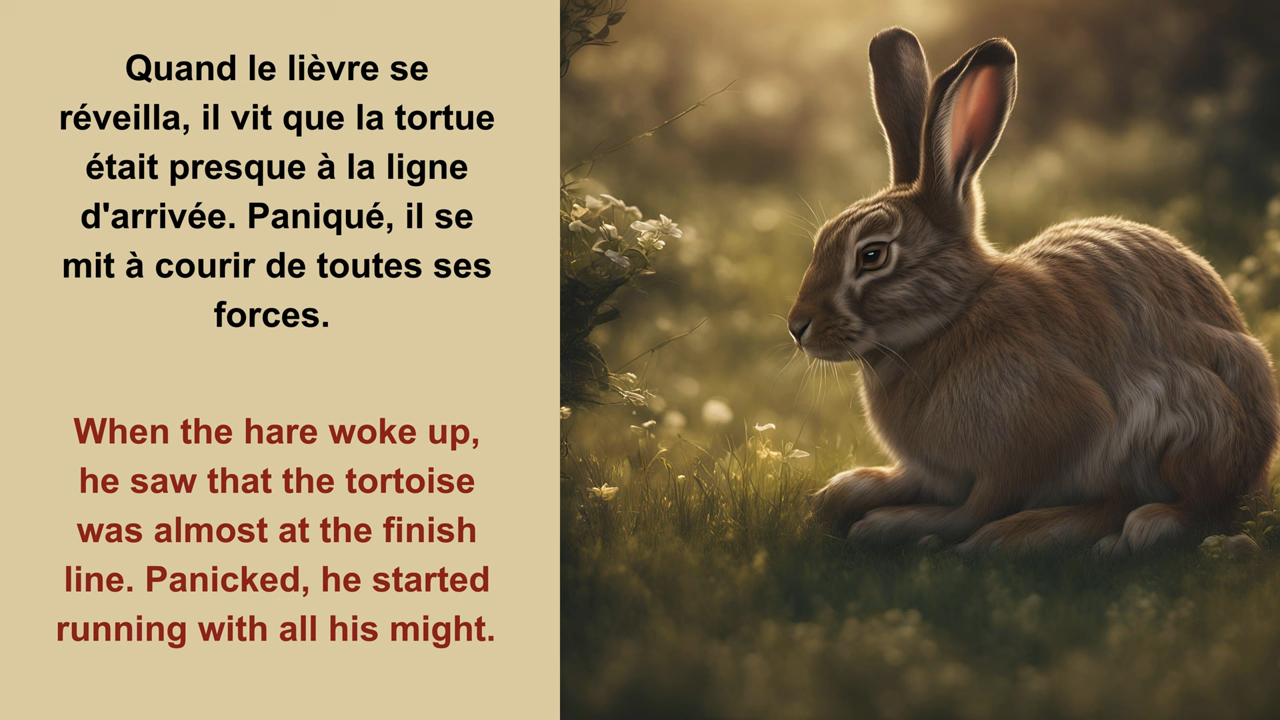 Quand le lièvre se
réveilla, il vit que la tortue
était presque à la ligne
d'arrivée. Paniqué, il se
mit à courir de toutes ses
forces.
When the hare woke up,
he saw that the tortoise
was almost at the finish
line. Panicked, he started
running with all his might.